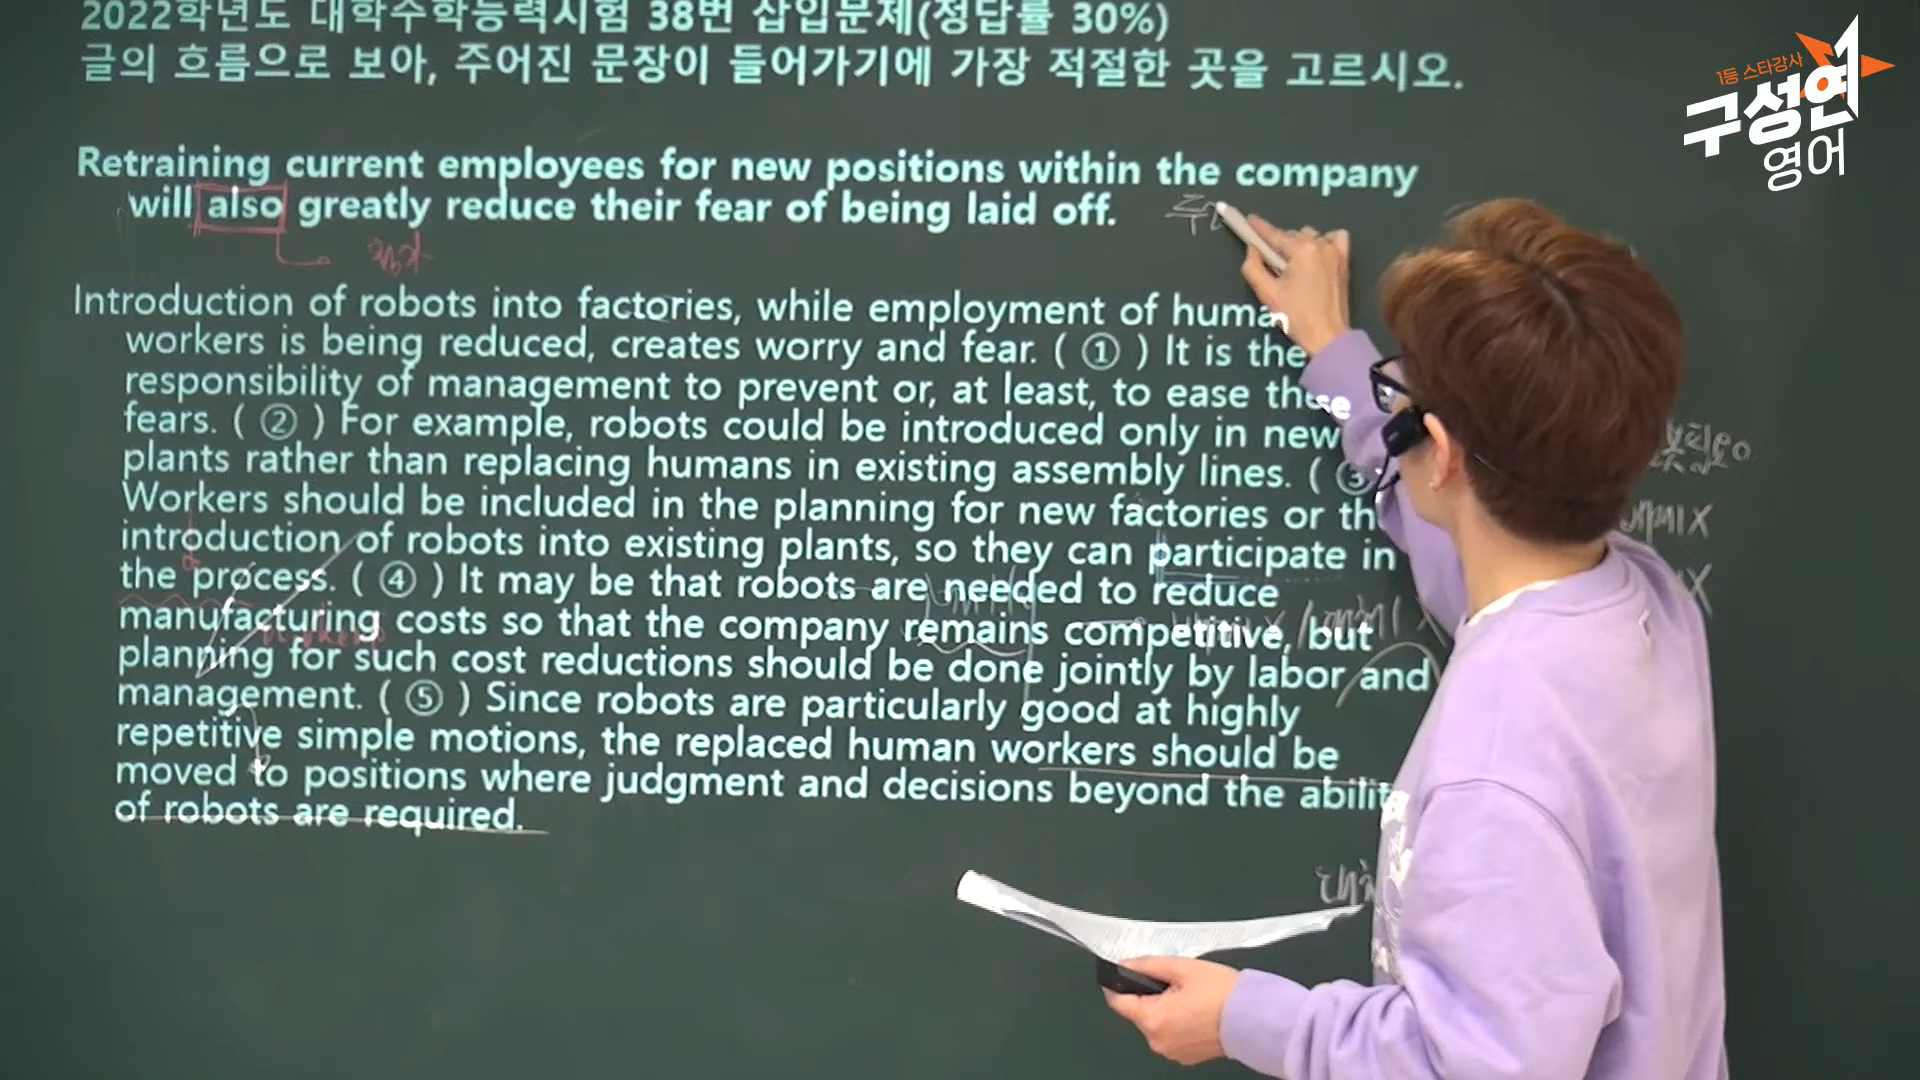 2022학년도 대학수학능력시험 38번 삽입문제(정답률 30%)
글의 흐름으로 보아, 주어진 문장이 들어가기에 가장 적절한 곳을 고르시오.
1등 스타강사
구성연
영어
Retraining current employees for new positions within the company
will also greatly reduce their fear of being laid off.
추가
Introduction of robots into factories, while employment of human
workers is being reduced, creates worry and fear. ( ① ) It is the
responsibility of management to prevent or, at least, to ease these
fears. ( ② ) For example, robots could be introduced only in new
plants rather than replacing humans in existing assembly lines. ( ③
Workers should be included in the planning for new factories or the
introduction of robots into existing plants, so they can participate in
the process. ( ④ ) It may be that robots are needed to reduce
manufacturing costs so that the company remains competitive, but
planning for such cost reductions should be done jointly by labor and
management. ( ⑤ ) Since robots are particularly good at highly
repetitive simple motions, the replaced human workers should be
moved to positions where judgment and decisions beyond the abilit
of robots are required.